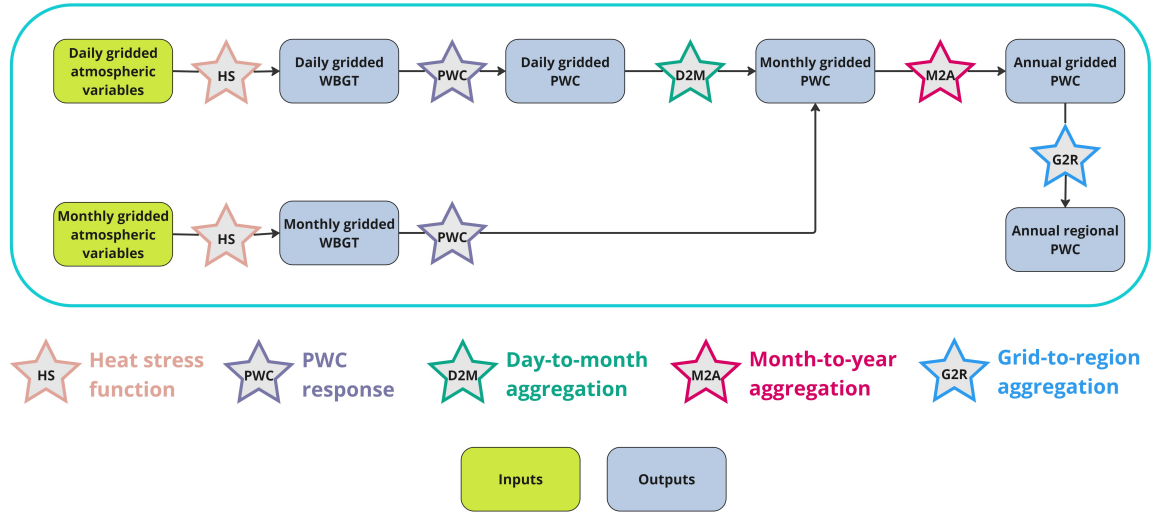 Daily gridded
atmospheric
variables
HS
Daily gridded
WBGT
PWC
Daily gridded
PWC
D2M
Monthly gridded
PWC
M2A
Annual gridded
PWC
G2R
Monthly gridded
atmospheric
variables
HS
Monthly gridded
WBGT
PWC
Annual regional
PWC
HS
Heat stress
function
PWC
PWC
response
D2M
Day-to-month
aggregation
M2A
Month-to-year
aggregation
G2R
Grid-to-region
aggregation
Inputs
Outputs